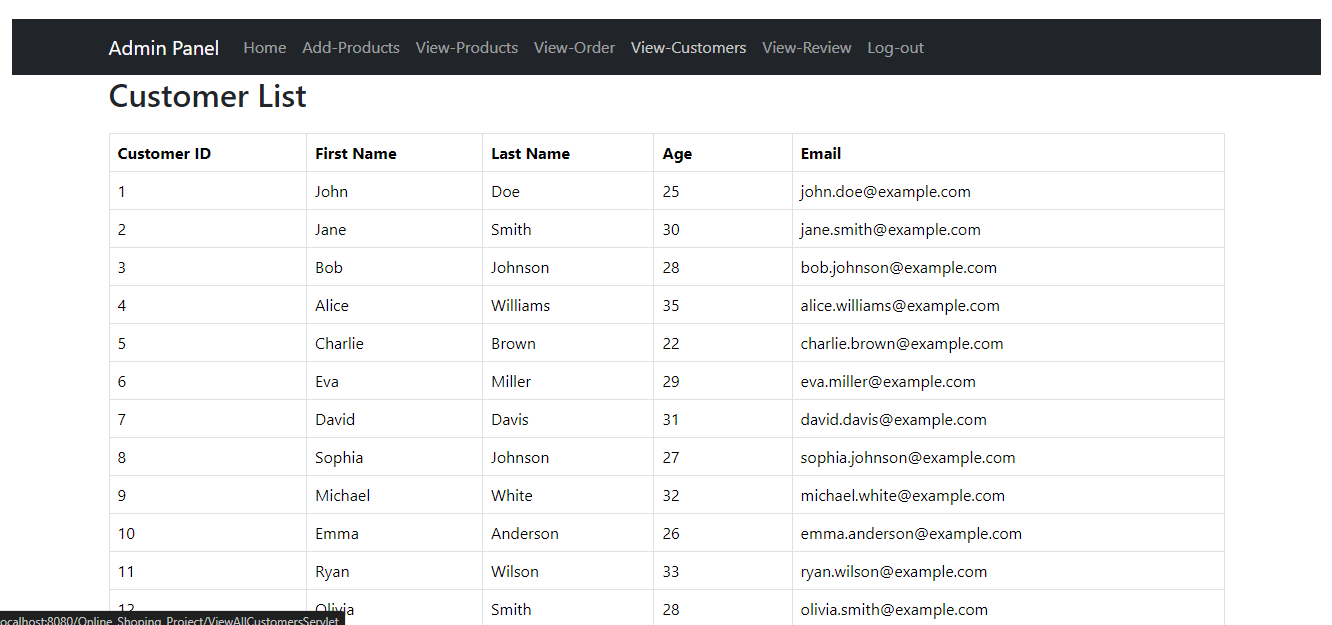 Admin Panel Home Add-Products View-Products View-Order View-Customers View-Review Log-out
Customer List
Customer ID First Name Last Name Age Email
1 John Doe 25 john.doe@example.com
2 Jane Smith 30 jane.smith@example.com
3 Bob Johnson 28 bob.johnson@example.com
4 Alice Williams 35 alice.williams@example.com
5 Charlie Brown 22 charlie.brown@example.com
6 Eva Miller 29 eva.miller@example.com
7 David Davis 31 david.davis@example.com
8 Sophia Johnson 27 sophia.johnson@example.com
9 Michael White 32 michael.white@example.com
10 Emma Anderson 26 emma.anderson@example.com
11 Ryan Wilson 33 ryan.wilson@example.com
12 Olivia Smith 28 olivia.smith@example.com
ocalhost:8080/Online_Shoping_Project/ViewAllCustomersServlet